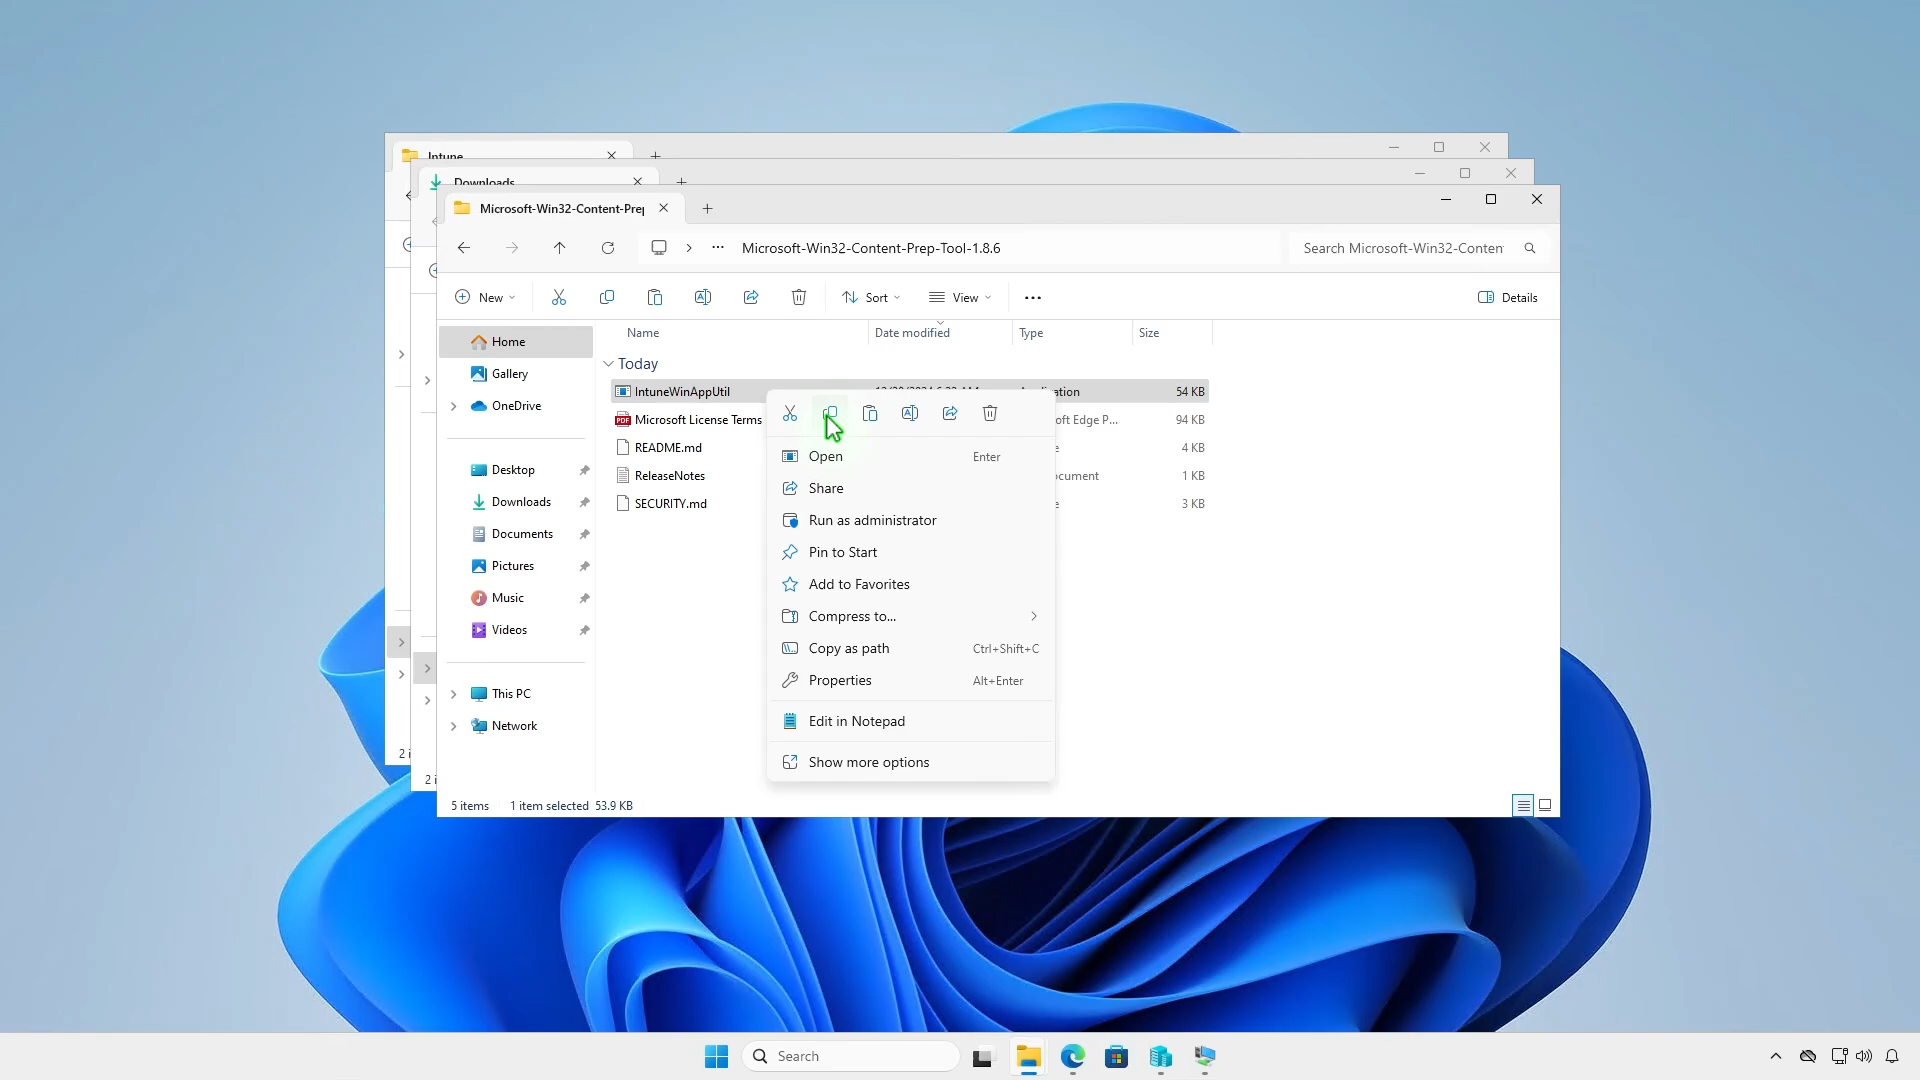 Intune
Downloads
Microsoft-Win32-Content-Prep
Microsoft-Win32-Content-Prep-Tool-1.8.6
Search Microsoft-Win32-Conten
New
Sort
View
Details
Name
Date modified
Type
Size
Home
Gallery
OneDrive
Desktop
Downloads
Documents
Pictures
Music
Videos
This PC
Network
Today
IntuneWinAppUtil
54 KB
Microsoft License Terms
oft Edge P...
94 KB
README.md
4 KB
ReleaseNotes
ocument
1 KB
SECURITY.md
3 KB
Open Enter
Share
Run as administrator
Pin to Start
Add to Favorites
Compress to...
Copy as path Ctrl+Shift+C
Properties Alt+Enter
Edit in Notepad
Show more options
2 i
2 i
5 items 1 item selected 53.9 KB
Search